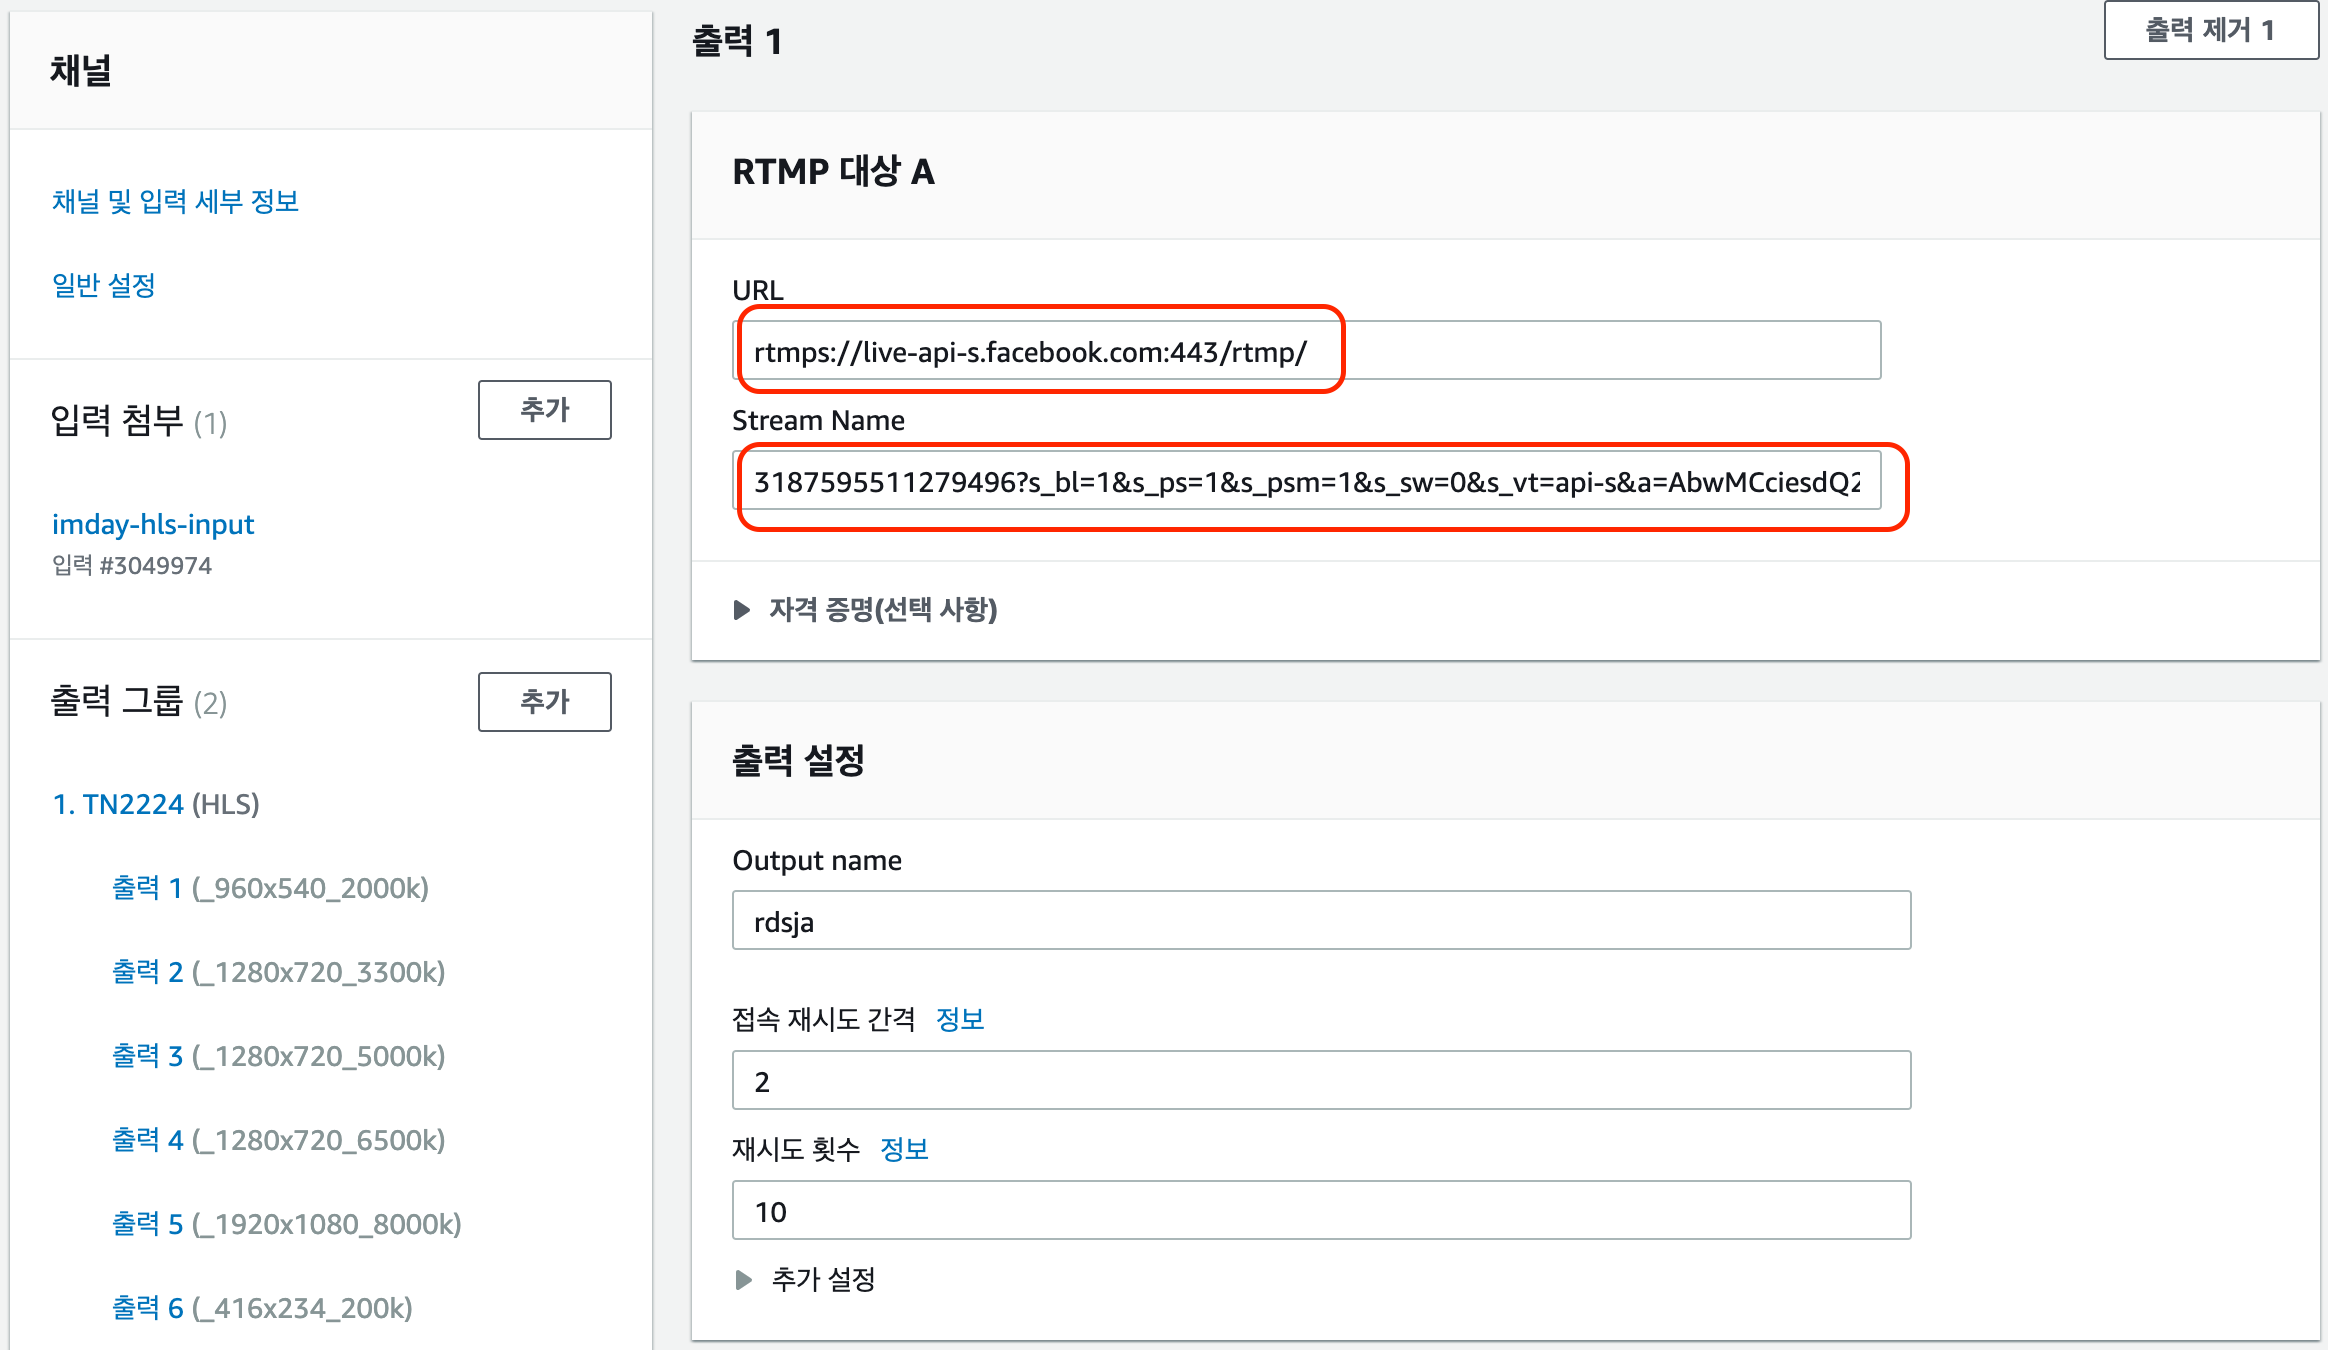 채널
채널 및 입력 세부 정보
일반 설정
입력 첨부 (1)
추가
imday-hls-input
입력 #3049974
출력 그룹 (2)
추가
1. TN2224 (HLS)
출력 1 (_960x540_2000k)
출력 2 (_1280x720_3300k)
출력 3 (_1280x720_5000k)
출력 4 (_1280x720_6500k)
출력 5 (_1920x1080_8000k)
출력 6 (_416x234_200k)
출력 1
출력 제거 1
RTMP 대상 A
URL
rtmps://live-api-s.facebook.com:443/rtmp/
Stream Name
3187595511279496?s_bl=1&s_ps=1&s_psm=1&s_sw=0&s_vt=api-s&a=AbwMCciesdQ2
자격 증명(선택 사항)
출력 설정
Output name
rdsja
접속 재시도 간격 정보
2
재시도 횟수 정보
10
추가 설정